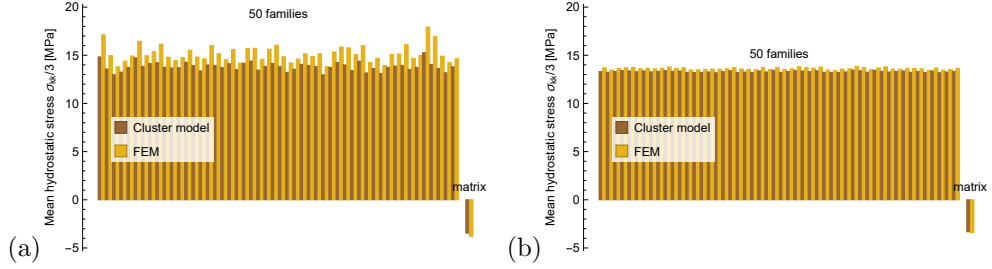 50 families
Mean hydrostatic stress σkk/3 [MPa]
20
15
10
5
0
−5
Cluster model
FEM
matrix
(a)
50 families
Mean hydrostatic stress σkk/3 [MPa]
20
15
10
5
0
−5
Cluster model
FEM
matrix
(b)